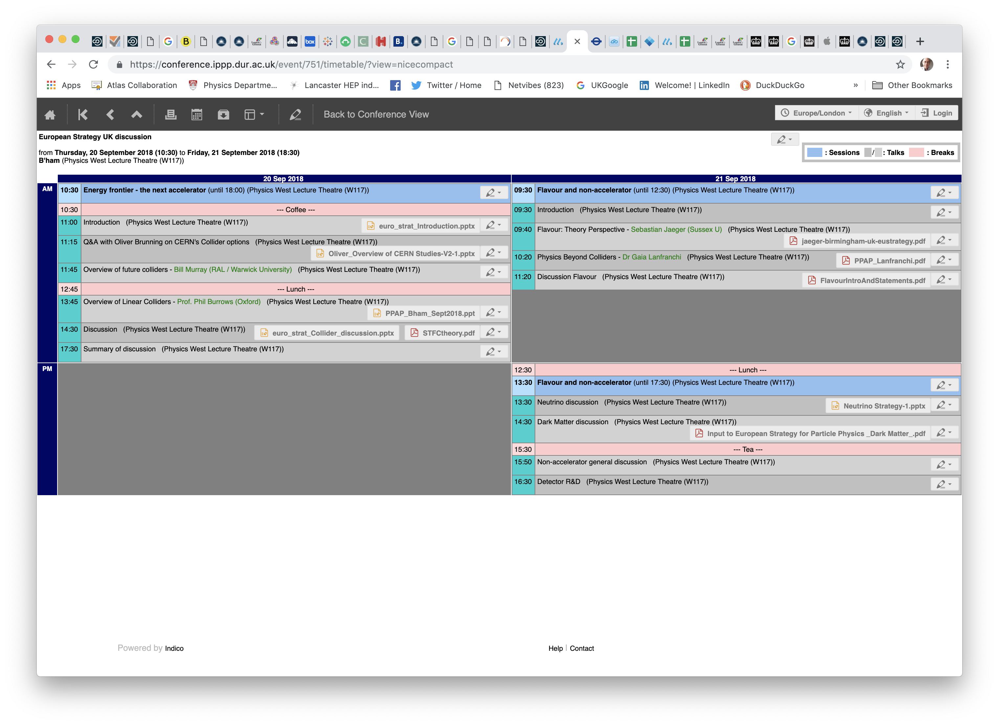 https://conference.ippp.dur.ac.uk/event/751/timetable/?view=nicecompact
Apps Atlas Collaboration Physics Departme... Lancaster HEP ind... Twitter / Home Netvibes (823) UKGoogle Welcome! | LinkedIn DuckDuckGo » Other Bookmarks
Back to Conference View Europe/London English Login
European Strategy UK discussion
from Thursday, 20 September 2018 (10:30) to Friday, 21 September 2018 (18:30)
B'ham (Physics West Lecture Theatre (W117))
: Sessions / : Talks : Breaks
20 Sep 2018
AM
10:30 Energy frontier - the next accelerator (until 18:00) (Physics West Lecture Theatre (W117))
10:30 --- Coffee ---
11:00 Introduction (Physics West Lecture Theatre (W117)) euro_strat_Introduction.pptx
11:15 Q&A with Oliver Brunning on CERN's Collider options (Physics West Lecture Theatre (W117))
Oliver_Overview of CERN Studies-V2-1.pptx
11:45 Overview of future colliders - Bill Murray (RAL / Warwick University) (Physics West Lecture Theatre (W117))
12:45 --- Lunch ---
13:45 Overview of Linear Colliders - Prof. Phil Burrows (Oxford) (Physics West Lecture Theatre (W117))
PPAP_Bham_Sept2018.ppt
14:30 Discussion (Physics West Lecture Theatre (W117)) euro_strat_Collider_discussion.pptx STFCtheory.pdf
17:30 Summary of discussion (Physics West Lecture Theatre (W117))
21 Sep 2018
09:30 Flavour and non-accelerator (until 12:30) (Physics West Lecture Theatre (W117))
09:30 Introduction (Physics West Lecture Theatre (W117))
09:40 Flavour: Theory Perspective - Sebastian Jaeger (Sussex U) (Physics West Lecture Theatre (W117))
jaeger-birmingham-uk-eustrategy.pdf
10:20 Physics Beyond Colliders - Dr Gaia Lanfranchi (Physics West Lecture Theatre (W117)) PPAP_Lanfranchi.pdf
11:20 Discussion Flavour (Physics West Lecture Theatre (W117)) FlavourIntroAndStatements.pdf
PM
12:30 --- Lunch ---
13:30 Flavour and non-accelerator (until 17:30) (Physics West Lecture Theatre (W117))
13:30 Neutrino discussion (Physics West Lecture Theatre (W117)) Neutrino Strategy-1.pptx
14:30 Dark Matter discussion (Physics West Lecture Theatre (W117))
Input to European Strategy for Particle Physics _Dark Matter_.pdf
15:30 --- Tea ---
15:50 Non-accelerator general discussion (Physics West Lecture Theatre (W117))
16:30 Detector R&D (Physics West Lecture Theatre (W117))
Powered by Indico
Help | Contact